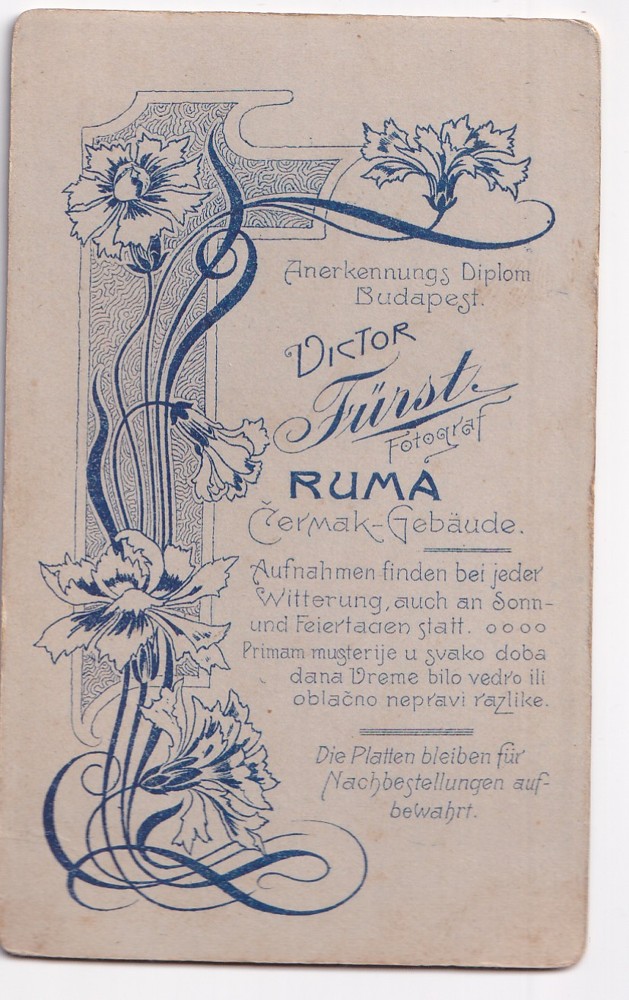 Anerkennungs Diplom
Budapest.
VICTOR
Fürst.
Fotograf
RUMA
Čermak-Gebäude.
Aufnahmen finden bei jeder
Witterung, auch an Sonn-
und Feiertagen statt. oooo
Primam musterije u svako doba
dana Vreme bilo vedro ili
oblačno nepravi razlike.
Die Platten bleiben für
Nachbestellungen auf-
bewahrt.